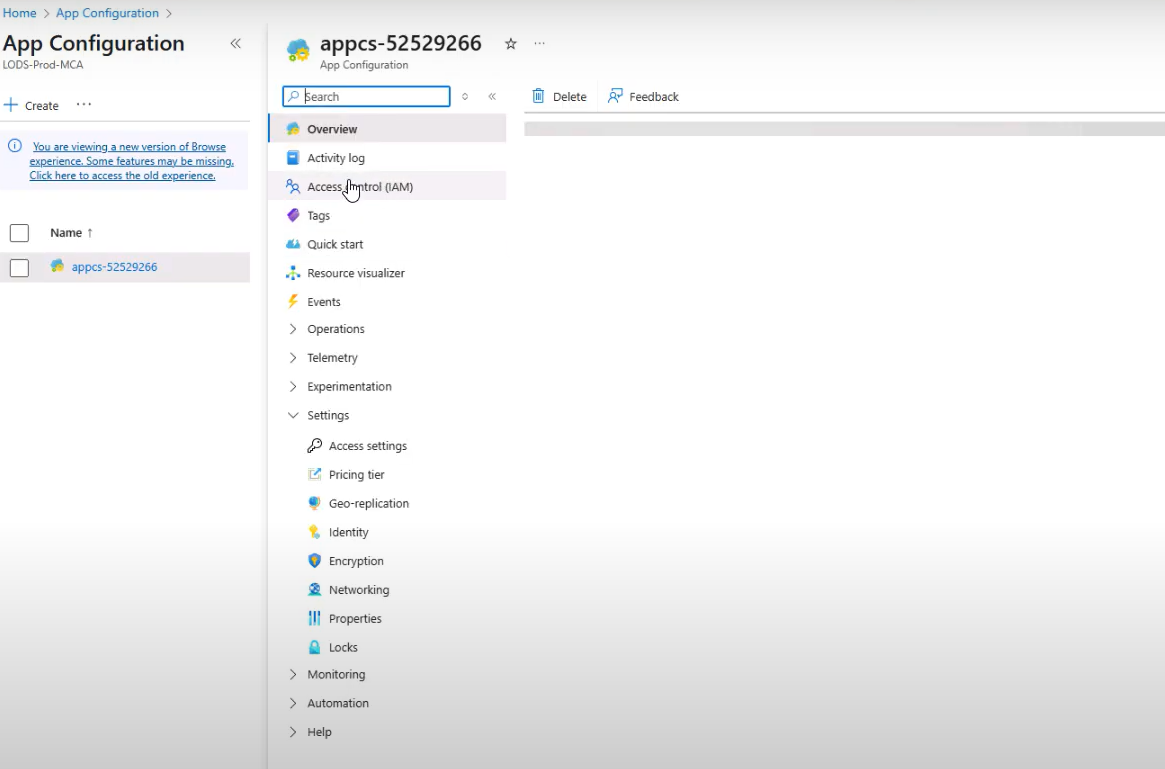 Home > App Configuration >
App Configuration «
LODS-Prod-MCA
+ Create ...
You are viewing a new version of Browse
experience. Some features may be missing.
Click here to access the old experience.
Name ↑
appcs-52529266
appcs-52529266 ☆ ...
App Configuration
Search
«
Delete
Feedback
Overview
Activity log
Access control (IAM)
Tags
Quick start
Resource visualizer
Events
Operations
Telemetry
Experimentation
Settings
Access settings
Pricing tier
Geo-replication
Identity
Encryption
Networking
Properties
Locks
Monitoring
Automation
Help